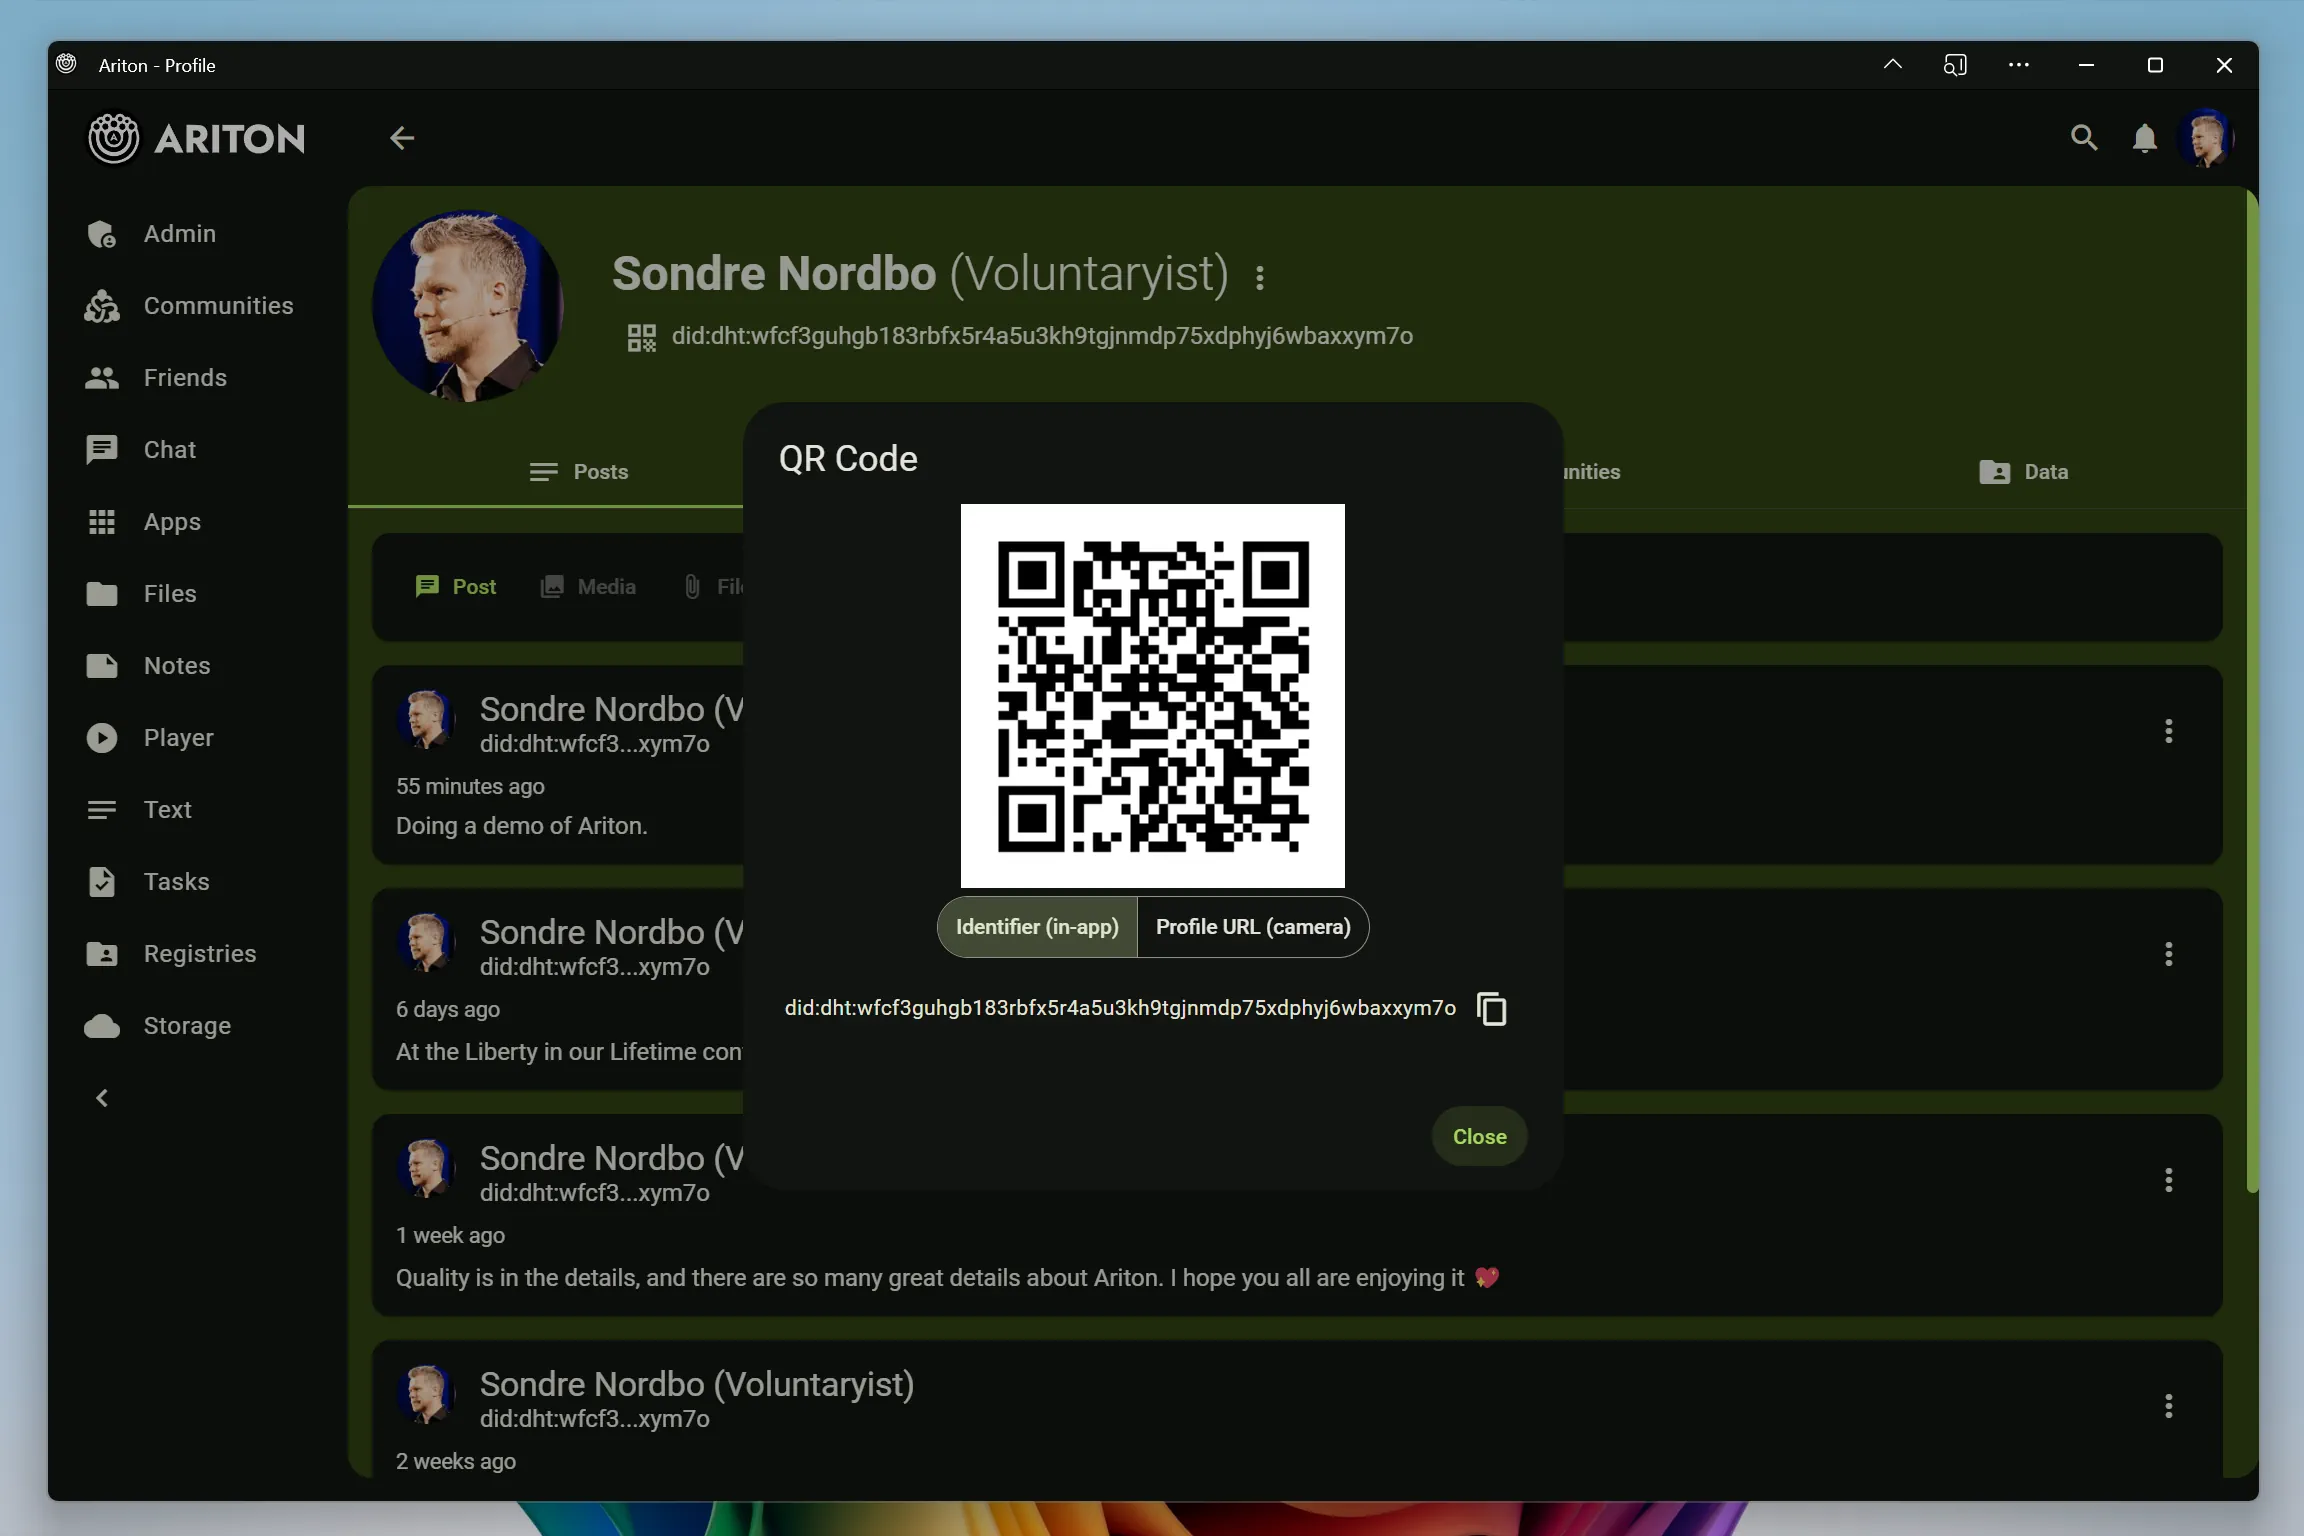 Ariton - Profile
ARITON
Admin
Communities
Friends
Chat
Apps
Files
Notes
Player
Text
Tasks
Registries
Storage
Sondre Nordbo (Voluntaryist)
did:dht:wfcf3guhgb183rbfx5r4a5u3kh9tgjnmdp75xdphyj6wbaxxym7o
Posts
Data
Post Media
Sondre Nordbo (V
did:dht:wfcf3...xym7o
55 minutes ago
Doing a demo of Ariton.
Sondre Nordbo (V
did:dht:wfcf3...xym7o
6 days ago
At the Liberty in our Lifetime
Sondre Nordbo (V
did:dht:wfcf3...xym7o
1 week ago
Quality is in the details, and there are so many great details about Ariton. I hope you all are enjoying it 💖
Sondre Nordbo (Voluntaryist)
did:dht:wfcf3...xym7o
2 weeks ago
QR Code
Identifier (in-app) Profile URL (camera)
did:dht:wfcf3guhgb183rbfx5r4a5u3kh9tgjnmdp75xdphyj6wbaxxym7o
Close